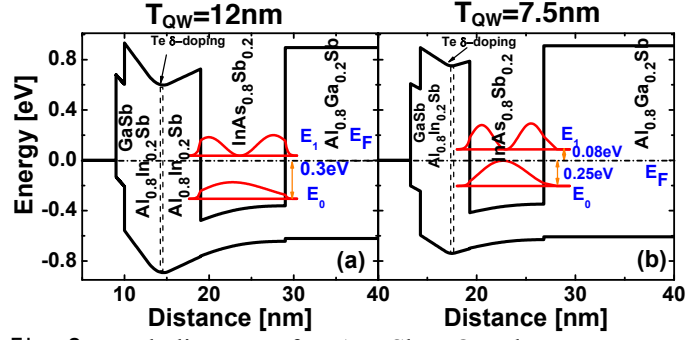 T_QW=12nm
T_QW=7.5nm
Energy [eV]
0.8
0.4
0.0
-0.4
-0.8
Te δ-doping
GaSb
Al0.8In0.2Sb
Al0.8In0.2Sb
InAs0.8Sb0.2
Al0.8Ga0.2Sb
E1
EF
0.3eV
E0
(a)
10 20 30 40
Distance [nm]
Te δ-doping
GaSb
Al0.8In0.2Sb
InAs0.8Sb0.2
Al0.8Ga0.2Sb
E1
0.08eV
0.25eV
EF
E0
(b)
10 20 30 40
Distance [nm]